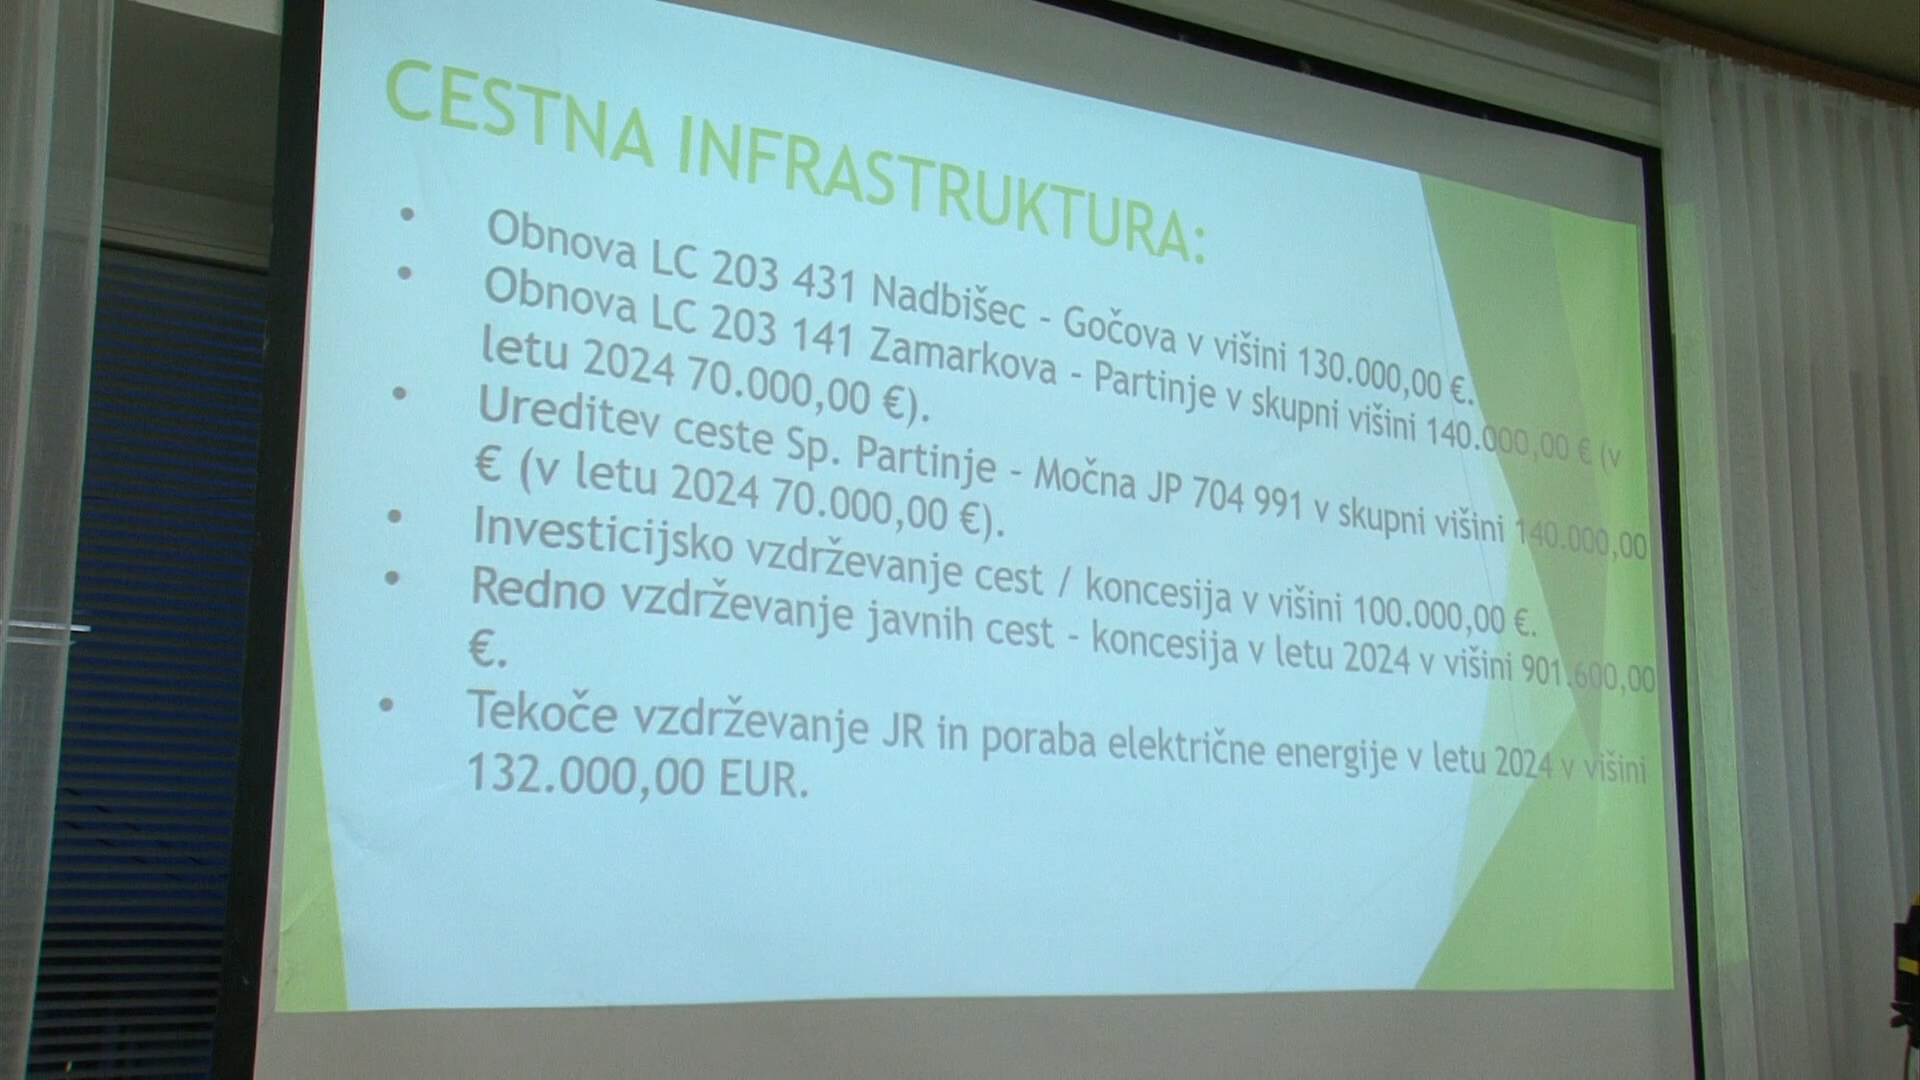 CESTNA INFRASTRUKTURA:
• Obnova LC 203 431 Nadbišec - Gočova v višini 130.000,00 €.
• Obnova LC 203 141 Zamarkova - Partinje v skupni višini 140.000,00 € (v
letu 2024 70.000,00 €).
• Ureditev ceste Sp. Partinje - Močna JP 704 991 v skupni višini 140.000,00
€ (v letu 2024 70.000,00 €).
• Investicijsko vzdrževanje cest / koncesija v višini 100.000,00 €.
• Redno vzdrževanje javnih cest - koncesija v letu 2024 v višini 901.600,00
€.
• Tekoče vzdrževanje JR in poraba električne energije v letu 2024 v višini
132.000,00 EUR.